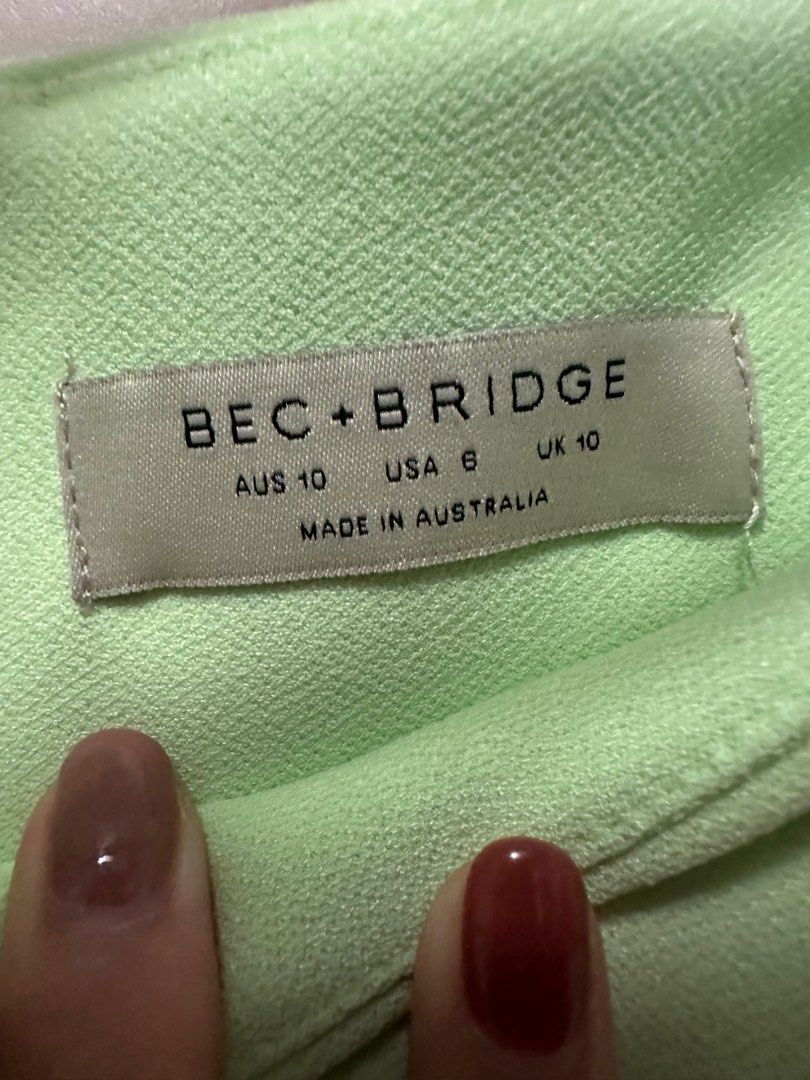 BEC + BRIDGE
AUS 10 USA 6 UK 10
MADE IN AUSTRALIA